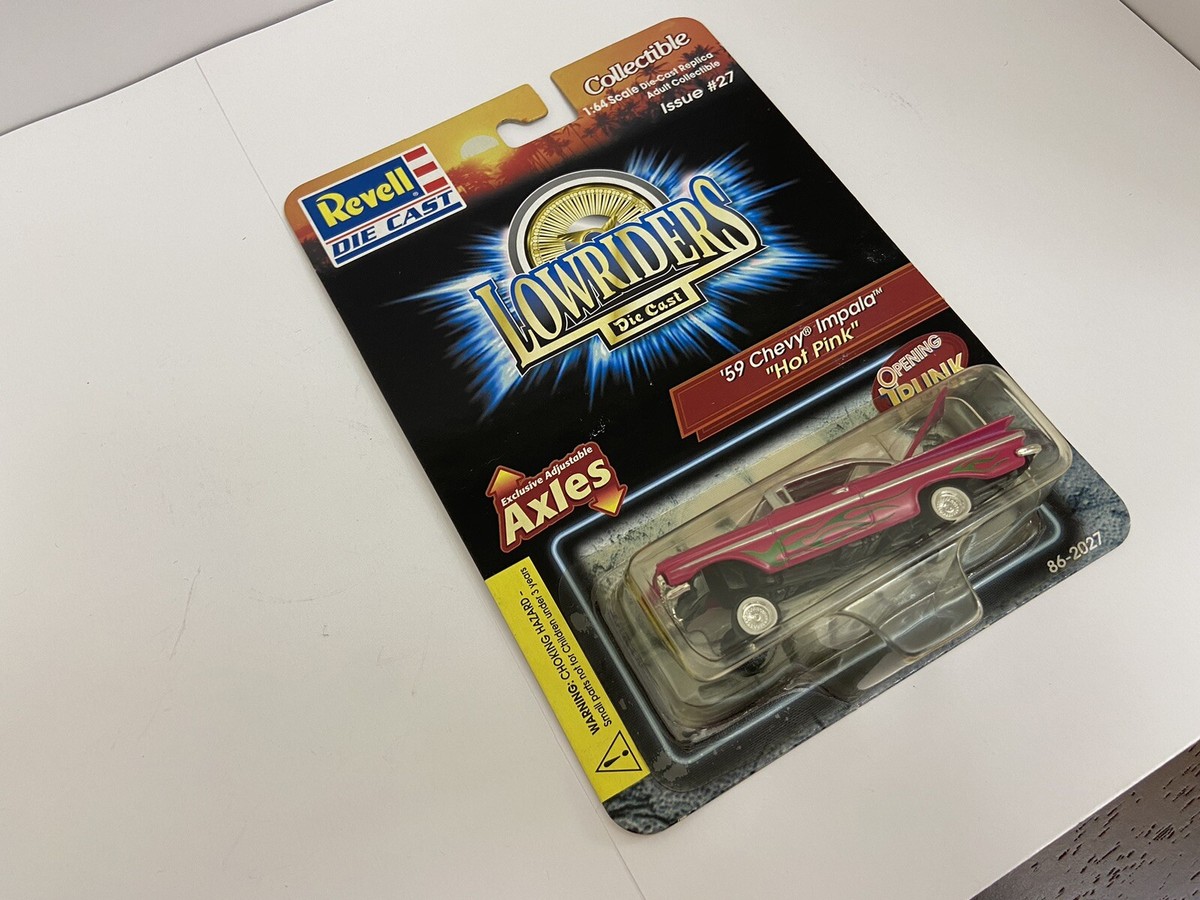 Collectible
1:64 Scale Die-Cast Replica
Adult Collectible
Issue #27
Revell®
DIE CAST
LOWRIDERS
Die Cast
'59 Chevy® Impala™
"Hot Pink"
OPENING
TRUNK
Exclusive Adjustable
Axles
WARNING: CHOKING HAZARD –
Small parts not for Children under 3 years
86-2027